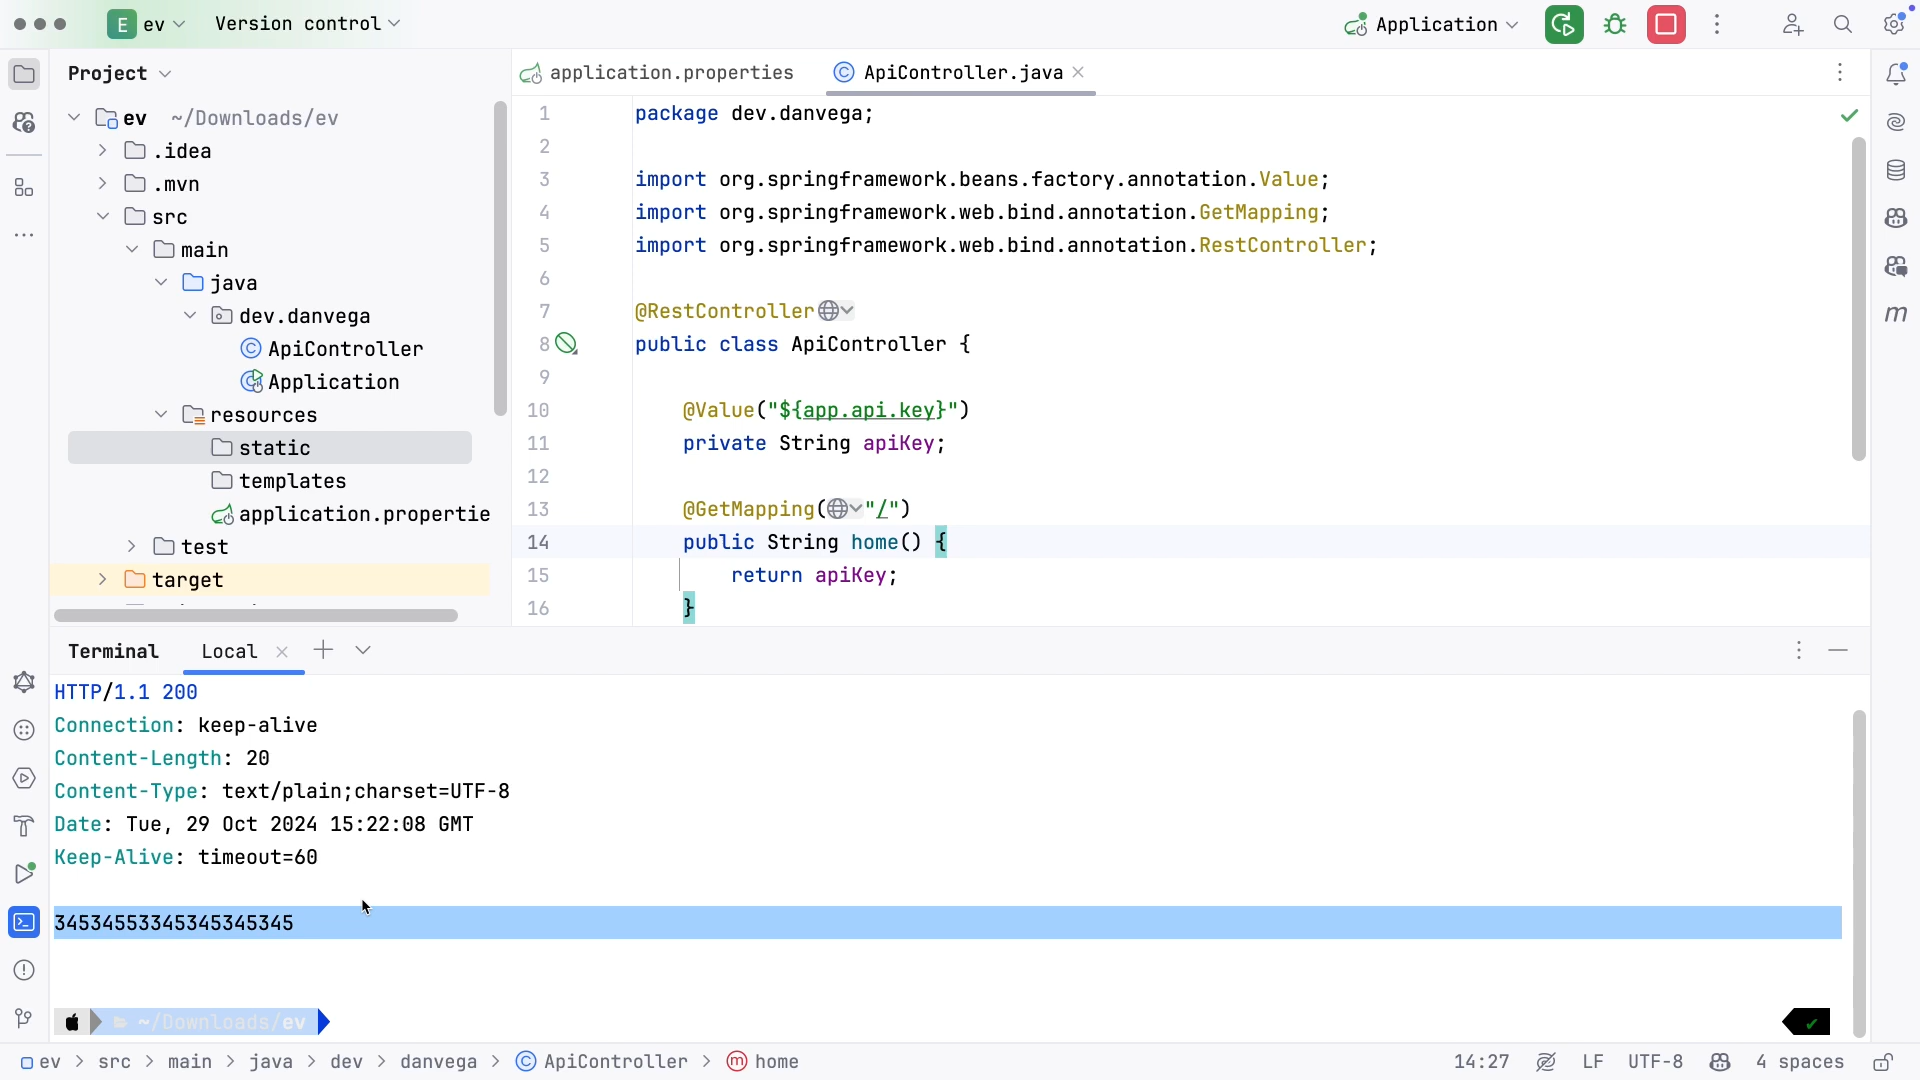 E ev Version control Application
Project
ev ~/Downloads/ev
.idea
.mvn
src
main
java
dev.danvega
ApiController
Application
resources
static
templates
application.propertie
test
target
application.properties ApiController.java
1 package dev.danvega;
2
3 import org.springframework.beans.factory.annotation.Value;
4 import org.springframework.web.bind.annotation.GetMapping;
5 import org.springframework.web.bind.annotation.RestController;
6
7 @RestController
8 public class ApiController {
9
10 @Value("${app.api.key}")
11 private String apiKey;
12
13 @GetMapping("/")
14 public String home() {
15 return apiKey;
16 }
Terminal Local
HTTP/1.1 200
Connection: keep-alive
Content-Length: 20
Content-Type: text/plain;charset=UTF-8
Date: Tue, 29 Oct 2024 15:22:08 GMT
Keep-Alive: timeout=60
34534553345345345345
~/Downloads/ev
ev > src > main > java > dev > danvega > ApiController > home 14:27 LF UTF-8 4 spaces